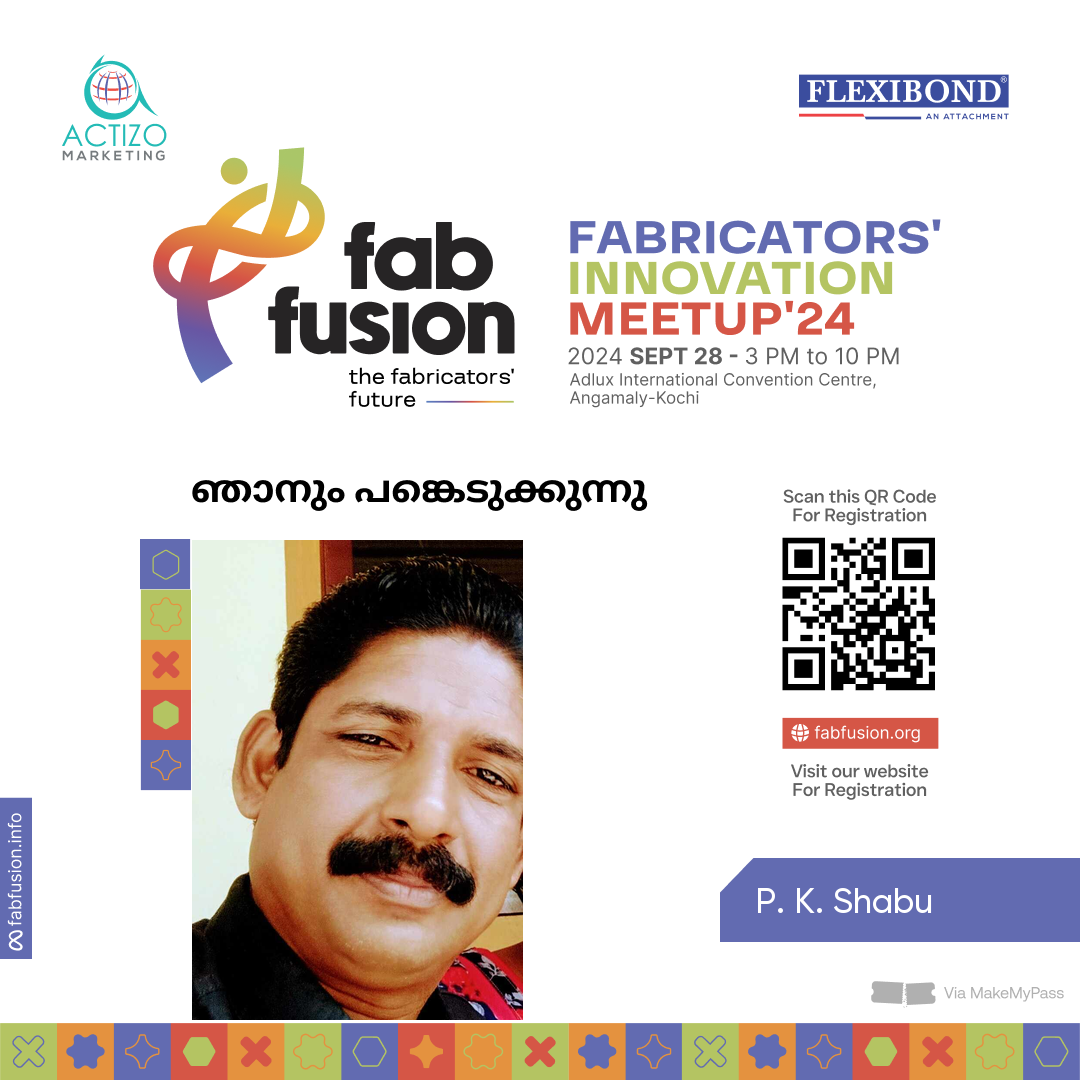 ACTIZO
MARKETING
FLEXIBOND®
AN ATTACHMENT
fab
fusion
the fabricators'
future
FABRICATORS'
INNOVATION
MEETUP'24
2024 SEPT 28 - 3 PM to 10 PM
Adlux International Convention Centre,
Angamaly-Kochi
ഞാനും പങ്കെടുക്കുന്നു
Scan this QR Code
For Registration
fabfusion.org
Visit our website
For Registration
fabfusion.info
P. K. Shabu
Via MakeMyPass